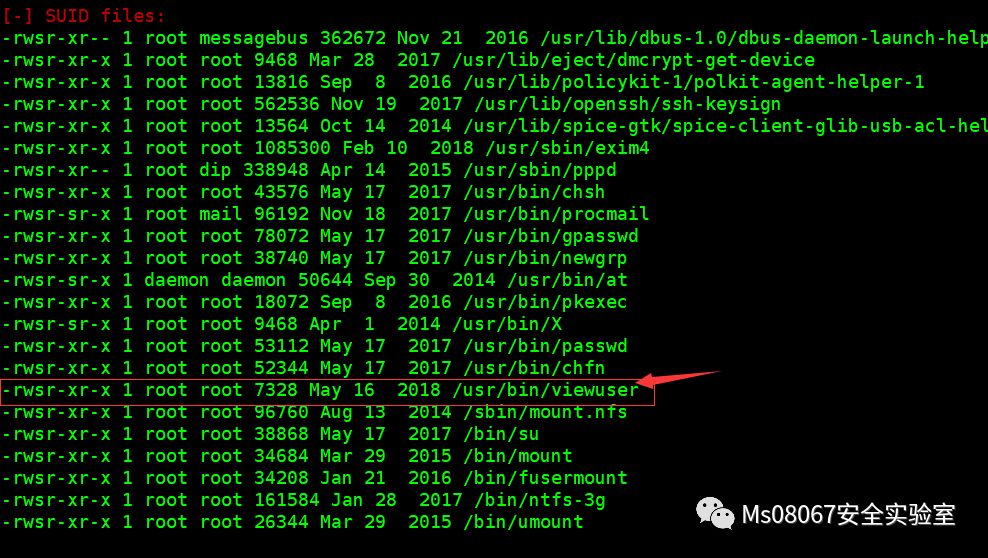 [-] SUID files:
-rwsr-xr-- 1 root messagebus 362672 Nov 21  2016 /usr/lib/dbus-1.0/dbus-daemon-launch-help
-rwsr-xr-x 1 root root 9468 Mar 28  2017 /usr/lib/eject/dmcrypt-get-device
-rwsr-xr-x 1 root root 13816 Sep  8  2016 /usr/lib/policykit-1/polkit-agent-helper-1
-rwsr-xr-x 1 root root 562536 Nov 19  2017 /usr/lib/openssh/ssh-keysign
-rwsr-xr-x 1 root root 13564 Oct 14  2014 /usr/lib/spice-gtk/spice-client-glib-usb-acl-hel
-rwsr-xr-x 1 root root 1085300 Feb 10  2018 /usr/sbin/exim4
-rwsr-xr-- 1 root dip 338948 Apr 14  2015 /usr/sbin/pppd
-rwsr-xr-x 1 root root 43576 May 17  2017 /usr/bin/chsh
-rwsr-sr-x 1 root mail 96192 Nov 18  2017 /usr/bin/procmail
-rwsr-xr-x 1 root root 78072 May 17  2017 /usr/bin/gpasswd
-rwsr-xr-x 1 root root 38740 May 17  2017 /usr/bin/newgrp
-rwsr-sr-x 1 daemon daemon 50644 Sep 30  2014 /usr/bin/at
-rwsr-xr-x 1 root root 18072 Sep  8  2016 /usr/bin/pkexec
-rwsr-sr-x 1 root root 9468 Apr  1  2014 /usr/bin/X
-rwsr-xr-x 1 root root 53112 May 17  2017 /usr/bin/passwd
-rwsr-xr-x 1 root root 52344 May 17  2017 /usr/bin/chfn
-rwsr-xr-x 1 root root 7328 May 16  2018 /usr/bin/viewuser
-rwsr-xr-x 1 root root 96760 Aug 13  2014 /sbin/mount.nfs
-rwsr-xr-x 1 root root 38868 May 17  2017 /bin/su
-rwsr-xr-x 1 root root 34684 Mar 29  2015 /bin/mount
-rwsr-xr-x 1 root root 34208 Jan 21  2016 /bin/fusermount
-rwsr-xr-x 1 root root 161584 Jan 28  2017 /bin/ntfs-3g
-rwsr-xr-x 1 root root 26344 Mar 29  2015 /bin/umount
Ms08067安全实验室